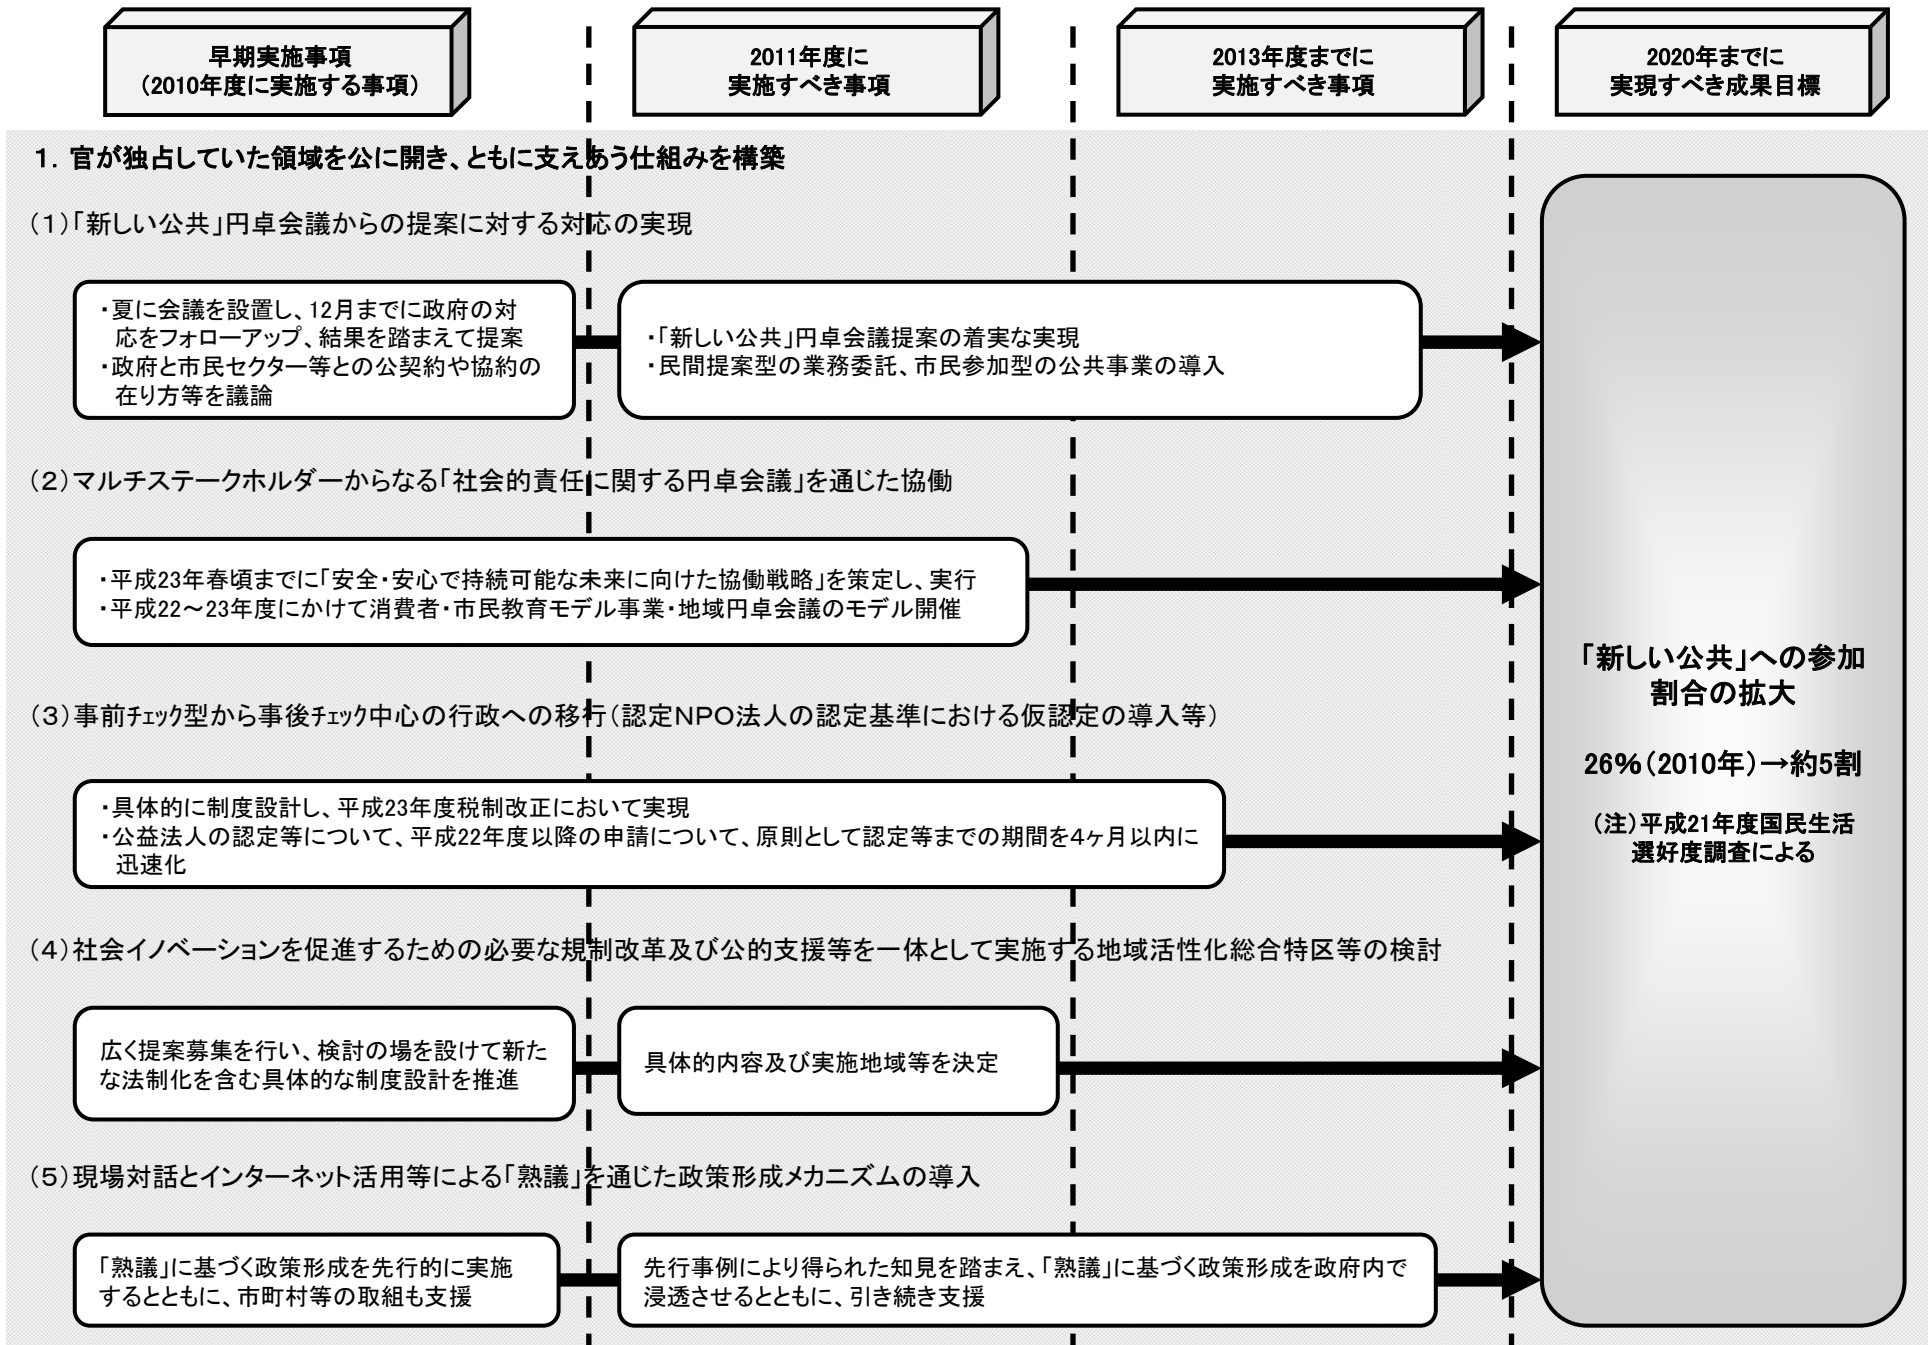 早期実施事項
（2010年度に実施する事項）
2011年度に
実施すべき事項
2013年度までに
実施すべき事項
2020年までに
実現すべき成果目標
１．官が独占していた領域を公に開き、ともに支えあう仕組みを構築
（１）「新しい公共」円卓会議からの提案に対する対応の実現
・夏に会議を設置し、12月までに政府の対
応をフォローアップ、結果を踏まえて提案
・政府と市民セクター等との公契約や協約の
在り方等を議論
・「新しい公共」円卓会議提案の着実な実現
・民間提案型の業務委託、市民参加型の公共事業の導入
（２）マルチステークホルダーからなる「社会的責任に関する円卓会議」を通じた協働
・平成23年春頃までに「安全・安心で持続可能な未来に向けた協働戦略」を策定し、実行
・平成22～23年度にかけて消費者・市民教育モデル事業・地域円卓会議のモデル開催
（３）事前ﾁｪｯｸ型から事後ﾁｪｯｸ中心の行政への移行（認定ＮＰＯ法人の認定基準における仮認定の導入等）
・具体的に制度設計し、平成23年度税制改正において実現
・公益法人の認定等について、平成22年度以降の申請について、原則として認定等までの期間を4ヶ月以内に
迅速化
（４）社会イノベーションを促進するための必要な規制改革及び公的支援等を一体として実施する地域活性化総合特区等の検討
広く提案募集を行い、検討の場を設けて新た
な法制化を含む具体的な制度設計を推進
具体的内容及び実施地域等を決定
（５）現場対話とインターネット活用等による「熟議」を通じた政策形成メカニズムの導入
「熟議」に基づく政策形成を先行的に実施
するとともに、市町村等の取組も支援
先行事例により得られた知見を踏まえ、「熟議」に基づく政策形成を政府内で
浸透させるとともに、引き続き支援
「新しい公共」への参加
割合の拡大
26％（2010年）→約5割
（注）平成21年度国民生活
選好度調査による